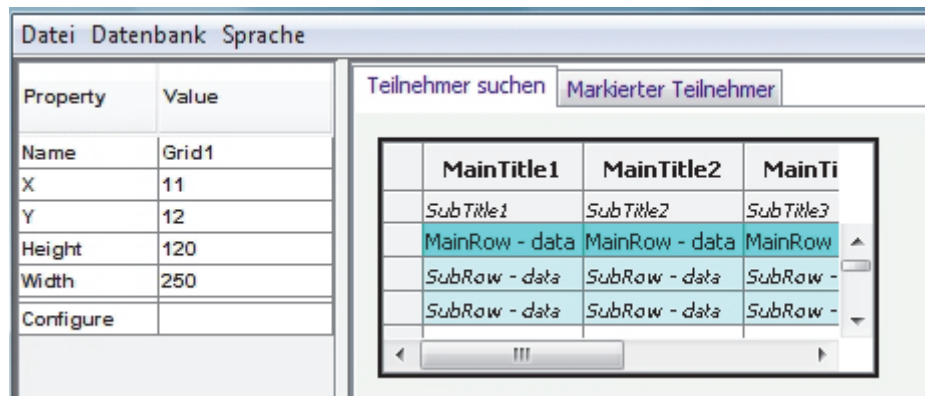 Datei Datenbank Sprache
Property Value
Name Grid1
X 11
Y 12
Height 120
Width 250
Configure
Teilnehmer suchen Markierter Teilnehmer
MainTitle1 MainTitle2 MainTi
SubTitle1 SubTitle2 SubTitle3
MainRow - data MainRow - data MainRow
SubRow - data SubRow - data SubRow -
SubRow - data SubRow - data SubRow -